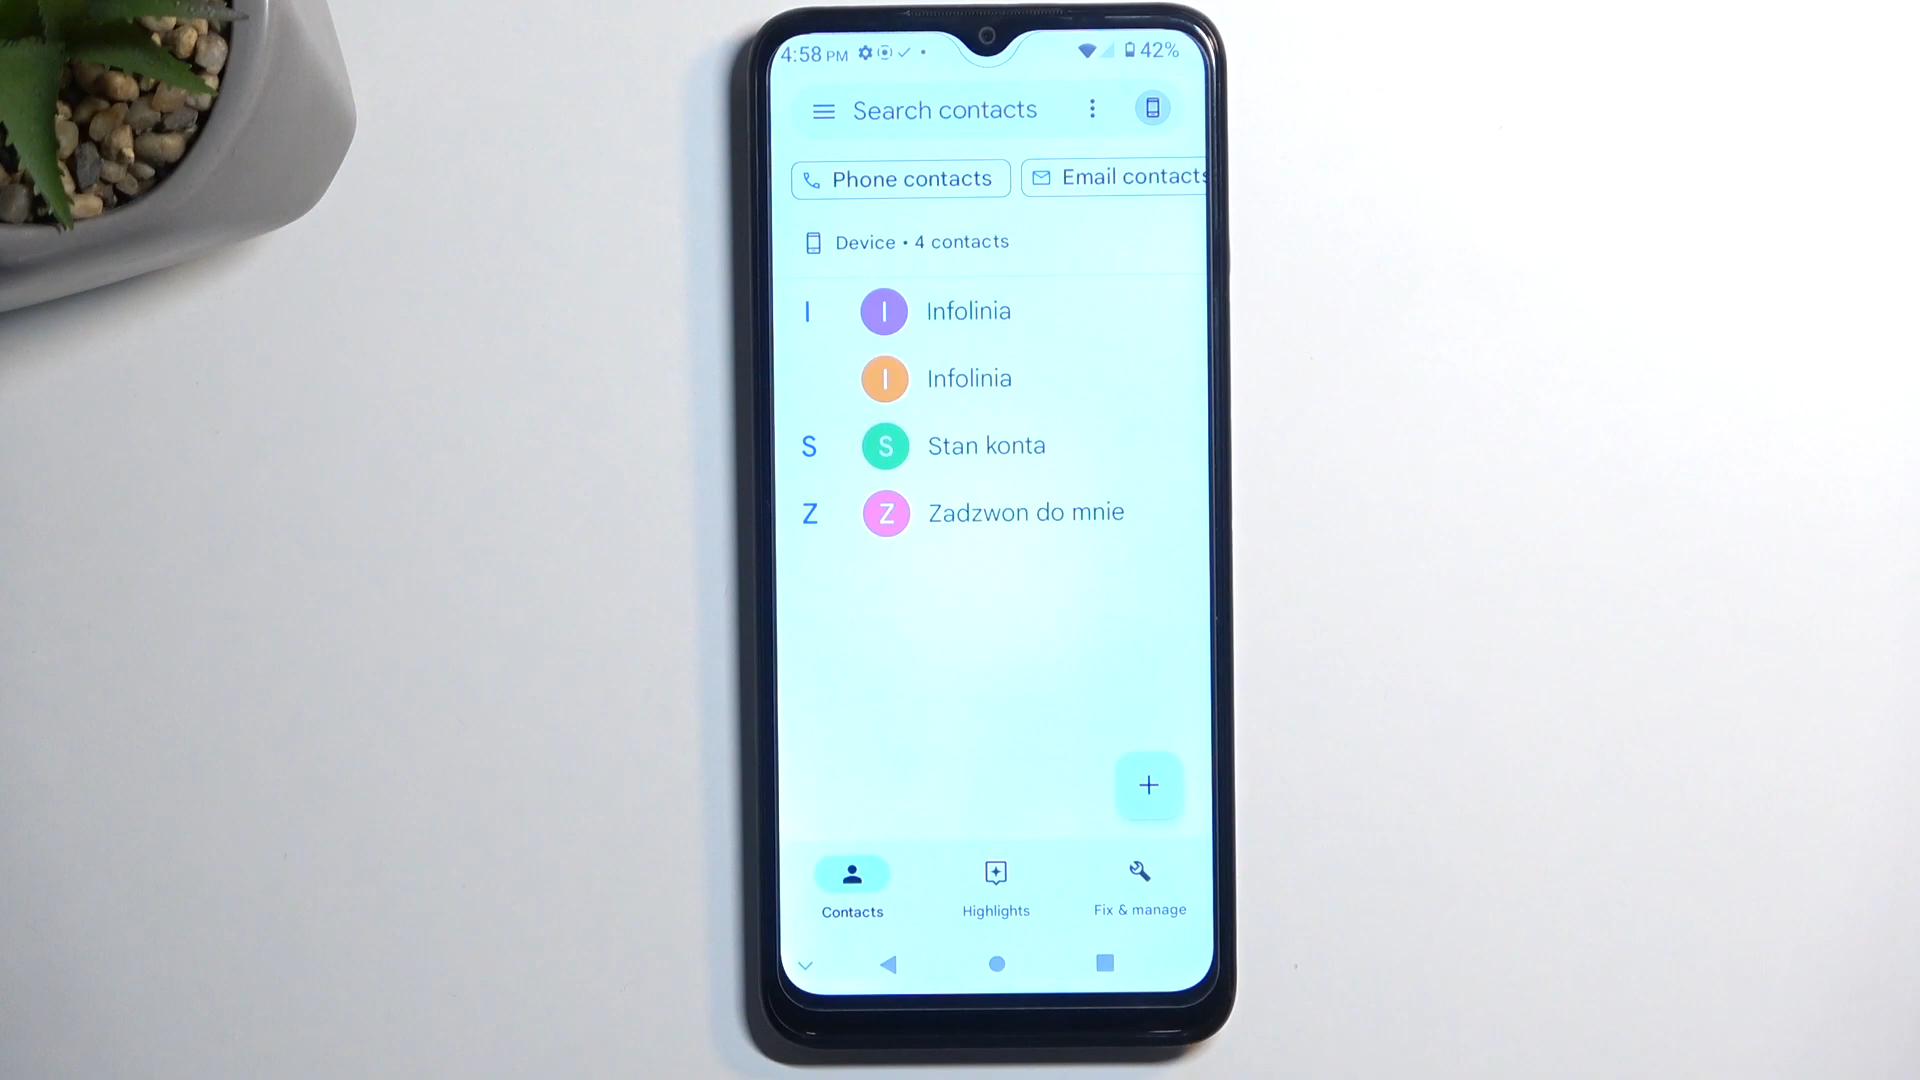 4:58 PM 42%
Search contacts
Phone contacts Email contacts
Device • 4 contacts
I I Infolinia
I Infolinia
S S Stan konta
Z Z Zadzwon do mnie
+
Contacts Highlights Fix & manage